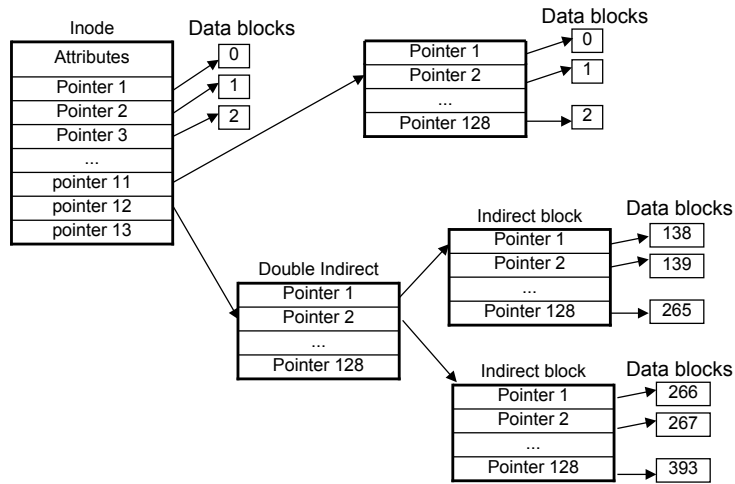 Inode
Attributes
Pointer 1
Pointer 2
Pointer 3
...
pointer 11
pointer 12
pointer 13
Data blocks
0
1
2
Pointer 1
Pointer 2
...
Pointer 128
Data blocks
0
1
2
Double Indirect
Pointer 1
Pointer 2
...
Pointer 128
Indirect block
Pointer 1
Pointer 2
...
Pointer 128
Data blocks
138
139
265
Indirect block
Pointer 1
Pointer 2
...
Pointer 128
Data blocks
266
267
393